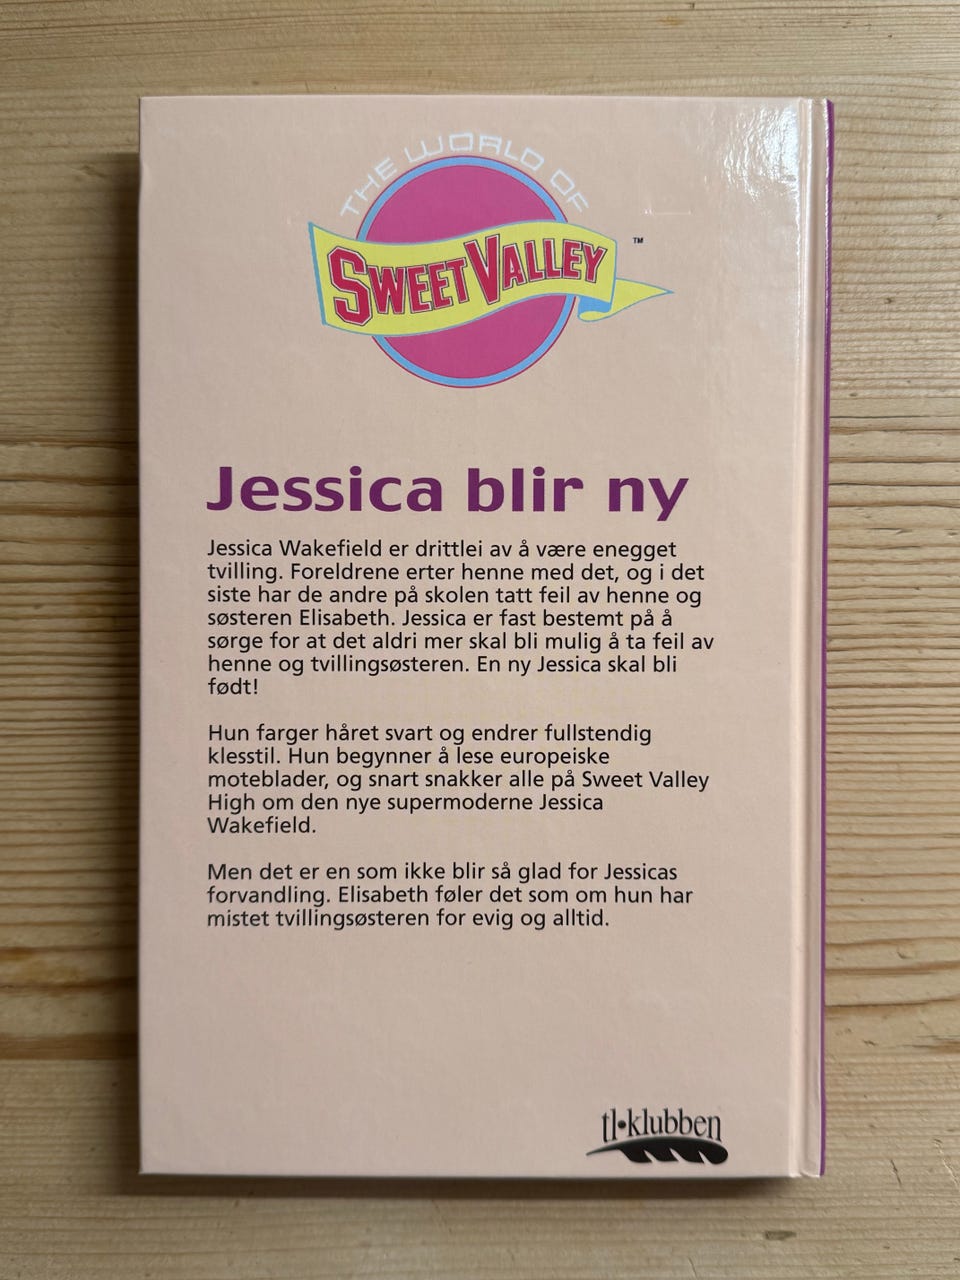 THE WORLD OF
SWEET VALLEY
™
Jessica blir ny
Jessica Wakefield er drittlei av å være enegget
tvilling. Foreldrene erter henne med det, og i det
siste har de andre på skolen tatt feil av henne og
søsteren Elisabeth. Jessica er fast bestemt på å
sørge for at det aldri mer skal bli mulig å ta feil av
henne og tvillingsøsteren. En ny Jessica skal bli
født!
Hun farger håret svart og endrer fullstendig
klesstil. Hun begynner å lese europeiske
moteblader, og snart snakker alle på Sweet Valley
High om den nye supermoderne Jessica
Wakefield.
Men det er en som ikke blir så glad for Jessicas
forvandling. Elisabeth føler det som om hun har
mistet tvillingsøsteren for evig og alltid.
tl•klubben